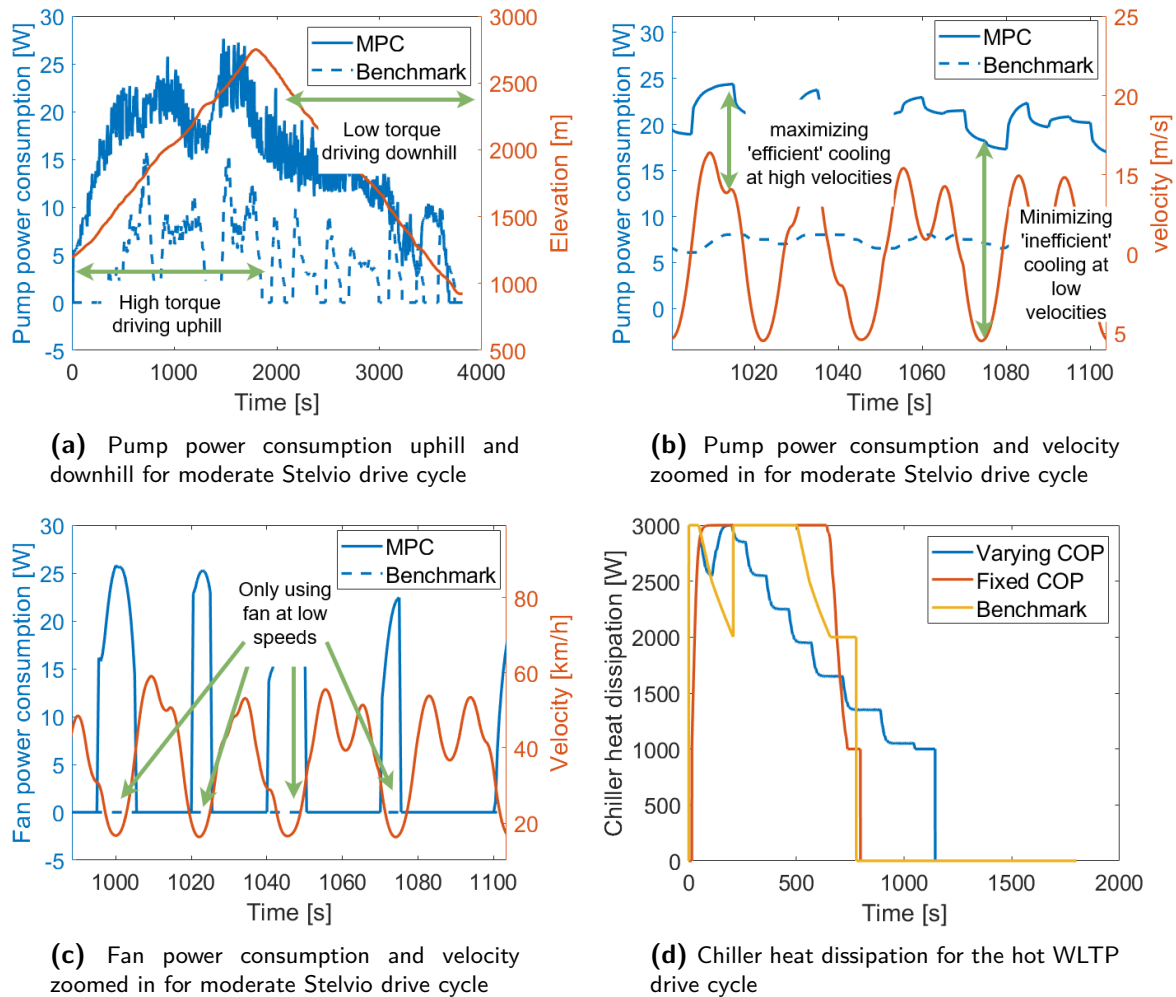 30
25
20
15
10
5
0
-5
Pump power consumption [W]
MPC
Benchmark
Low torque
driving downhill
High torque
driving uphill
3000
2500
2000
1500
1000
500
Elevation [m]
0
1000
2000
3000
4000
Time [s]
(a) Pump power consumption uphill and
downhill for moderate Stelvio drive cycle
30
25
20
15
10
5
0
Pump power consumption [W]
MPC
Benchmark
maximizing
'efficient' cooling
at high velocities
Minimizing
'inefficient'
cooling at
low
velocities
25
20
15
0
5
velocity [m/s]
1020
1040
1060
1080
1100
Time [s]
(b) Pump power consumption and velocity
zoomed in for moderate Stelvio drive cycle
30
25
20
15
10
5
0
-5
Fan power consumption [W]
MPC
Benchmark
Only using
fan at low
speeds
80
60
40
20
Velocity [km/h]
1000
1020
1040
1060
1080
1100
Time [s]
(c) Fan power consumption and velocity
zoomed in for moderate Stelvio drive cycle
3000
2500
2000
1500
1000
500
0
Chiller heat dissipation [W]
Varying COP
Fixed COP
Benchmark
0
500
1000
1500
2000
Time [s]
(d) Chiller heat dissipation for the hot WLTP
drive cycle